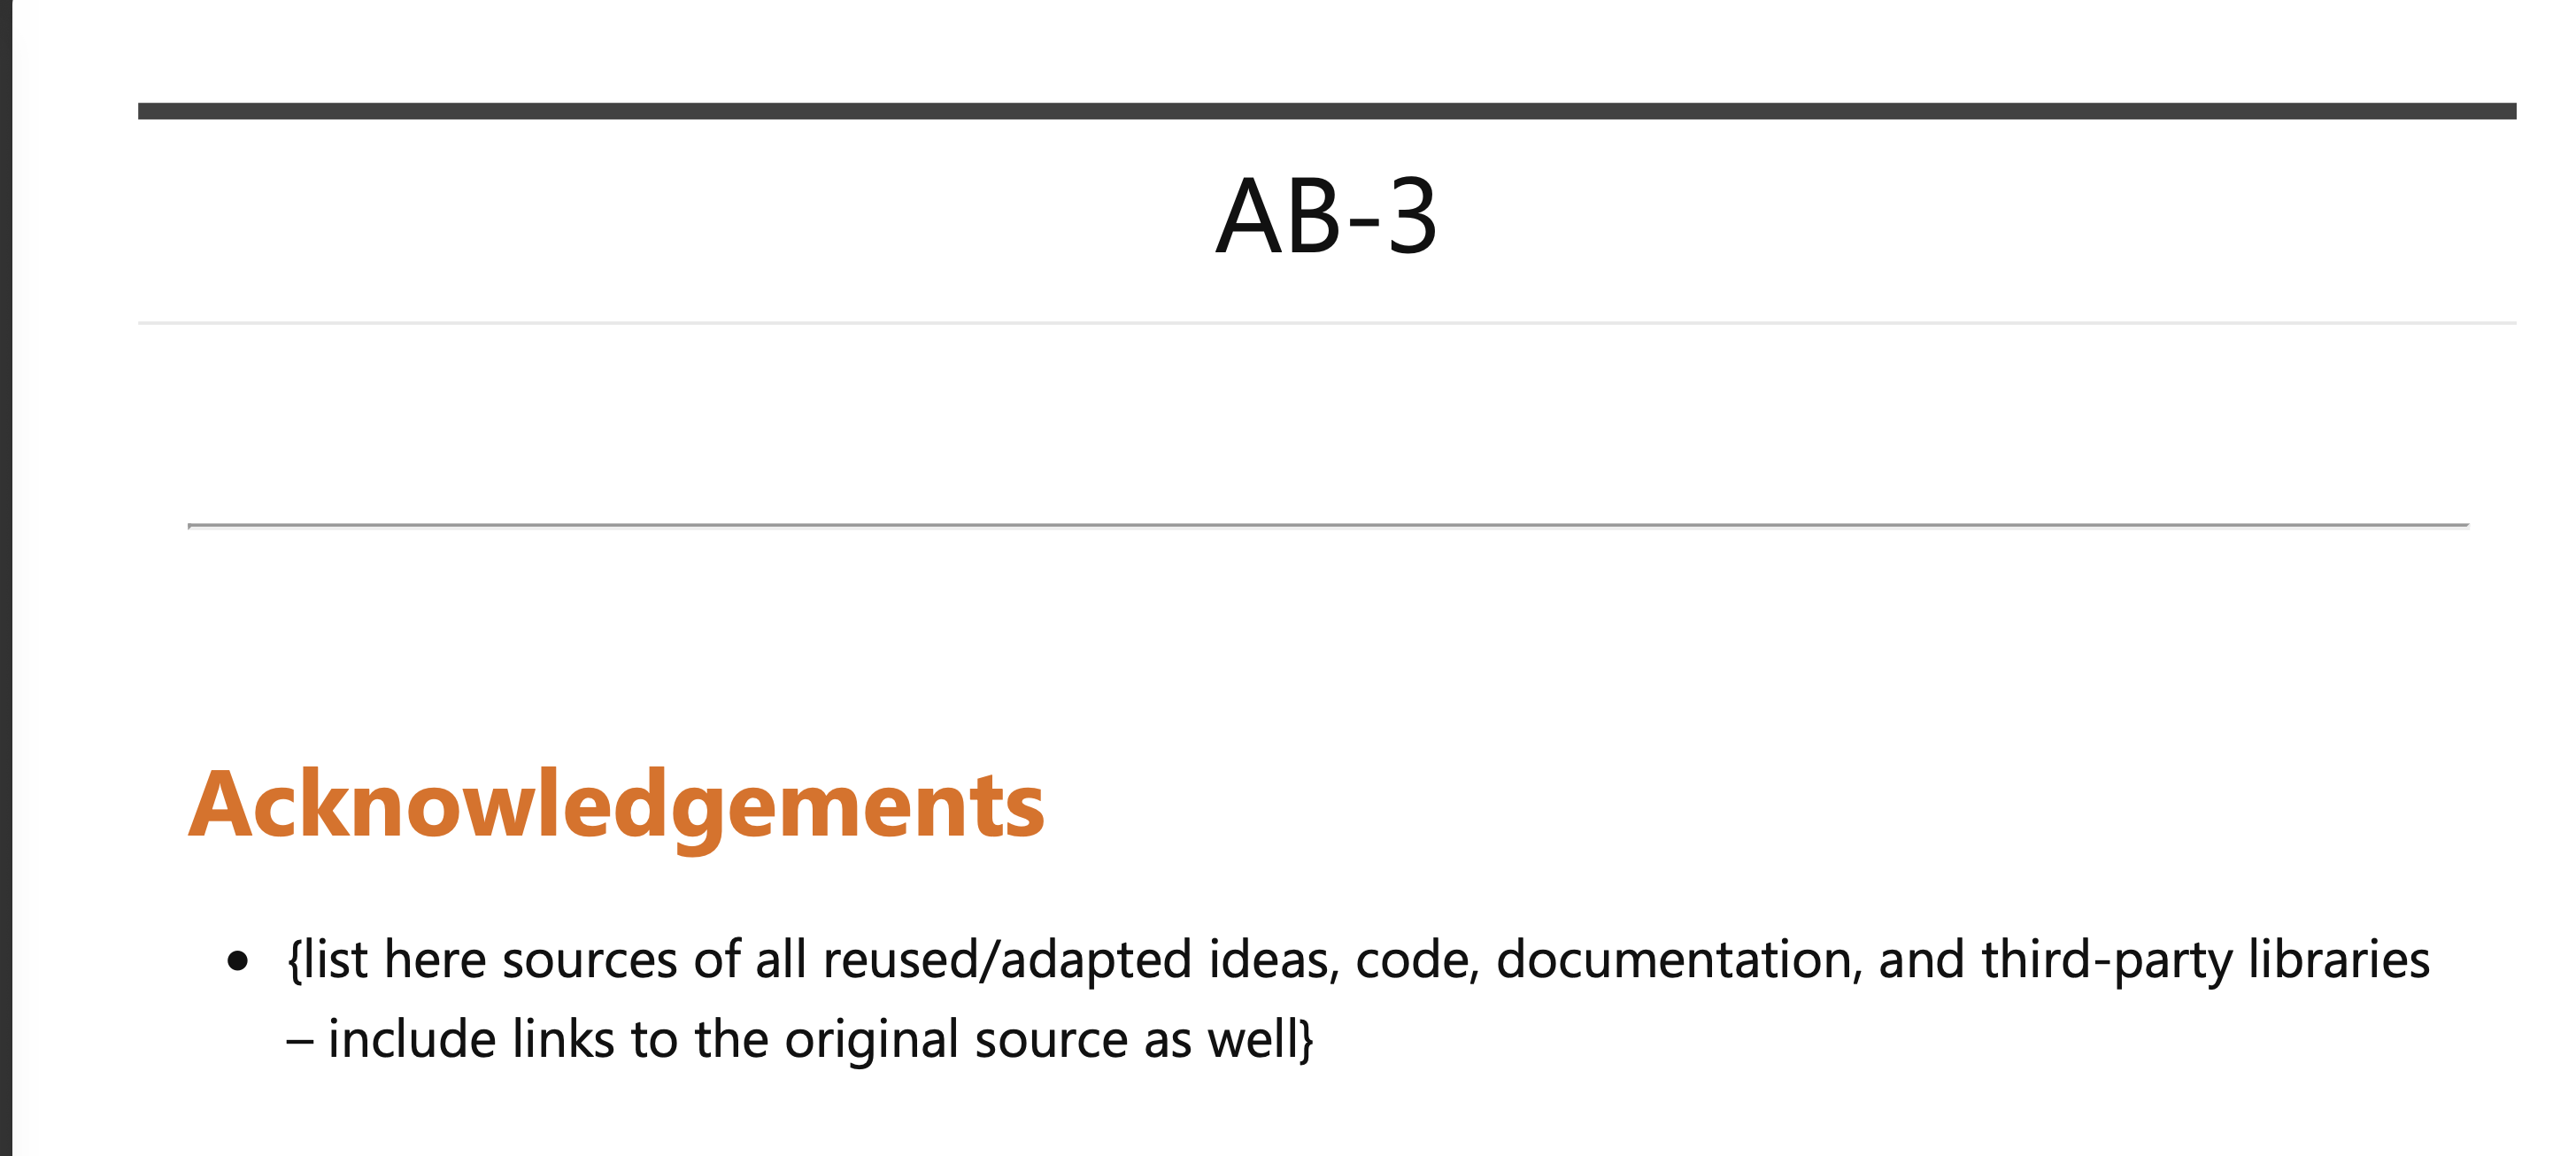 AB-3
Acknowledgements
• {list here sources of all reused/adapted ideas, code, documentation, and third-party libraries
– include links to the original source as well}